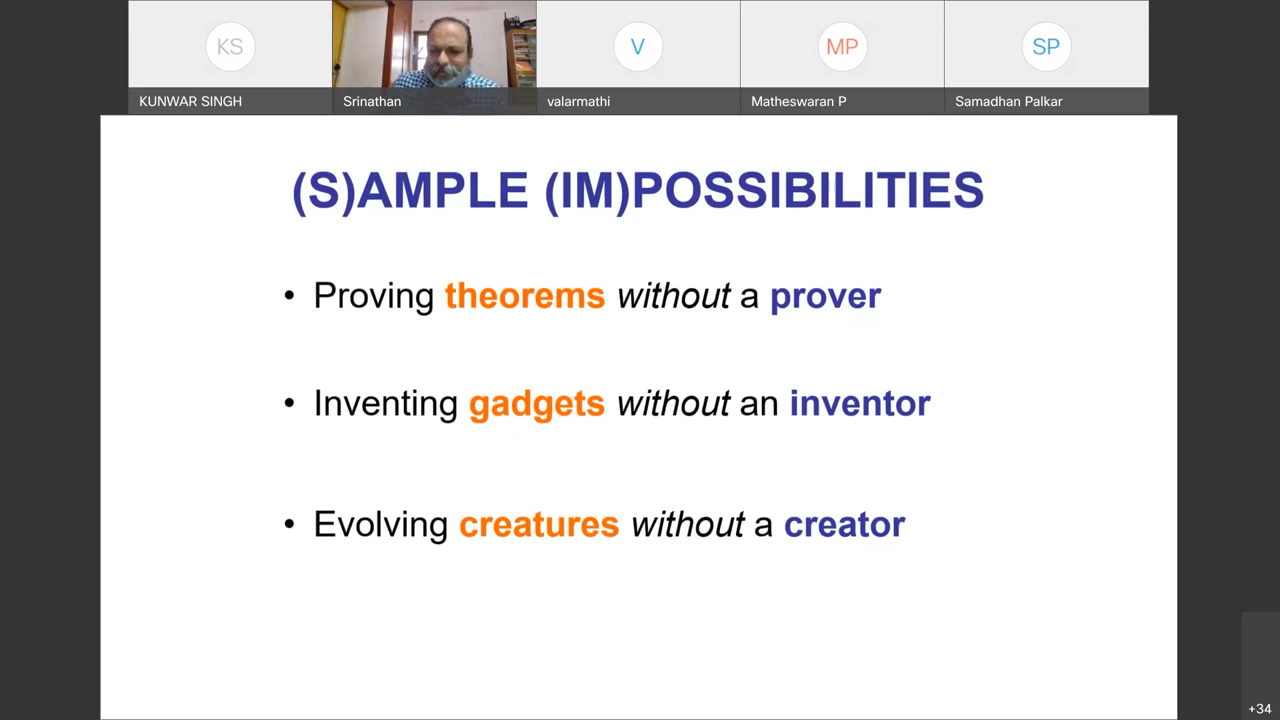 KS
V
MP
SP
KUNWAR SINGH
Srinathan
valarmathi
Matheswaran P
Samadhan Palkar
(S)AMPLE (IM)POSSIBILITIES
• Proving theorems without a prover
• Inventing gadgets without an inventor
• Evolving creatures without a creator
+34